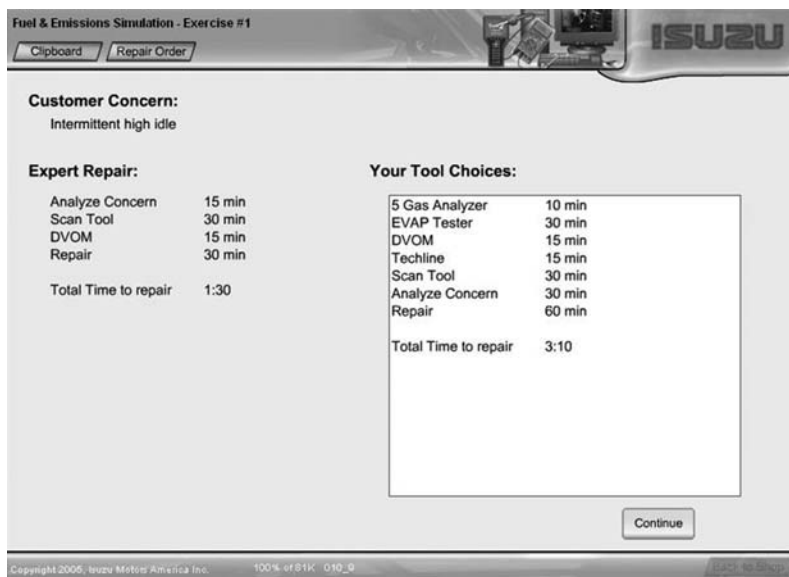 Fuel & Emissions Simulation - Exercise #1
Clipboard
Repair Order
ISUZU
Customer Concern:
Intermittent high idle
Expert Repair:
Analyze Concern 15 min
Scan Tool 30 min
DVOM 15 min
Repair 30 min
Total Time to repair 1:30
Your Tool Choices:
5 Gas Analyzer 10 min
EVAP Tester 30 min
DVOM 15 min
Techline 15 min
Scan Tool 30 min
Analyze Concern 30 min
Repair 60 min
Total Time to repair 3:10
Continue
Copyright 2005, Isuzu Motors America Inc. 100% of 81K 010_9
Back to Shop